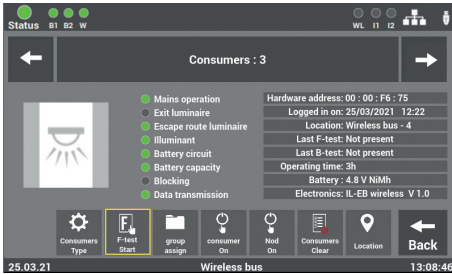 Status B1 B2 W WL I1 I2
Consumers : 3
Mains operation
Exit luminaire
Escape route luminaire
Illuminant
Battery circuit
Battery capacity
Blocking
Data transmission
Hardware address: 00 : 00 : F6 : 75
Logged in on: 25/03/2021 12:22
Location: Wireless bus - 4
Last F-test: Not present
Last B-test: Not present
Operating time: 3h
Battery : 4.8 V NiMh
Electronics: IL-EB wireless V 1.0
Consumers
Type
F-test
Start
group
assign
consumer
On
Nod
On
Consumers
Clear
Location
Back
25.03.21 Wireless bus 13:08:46